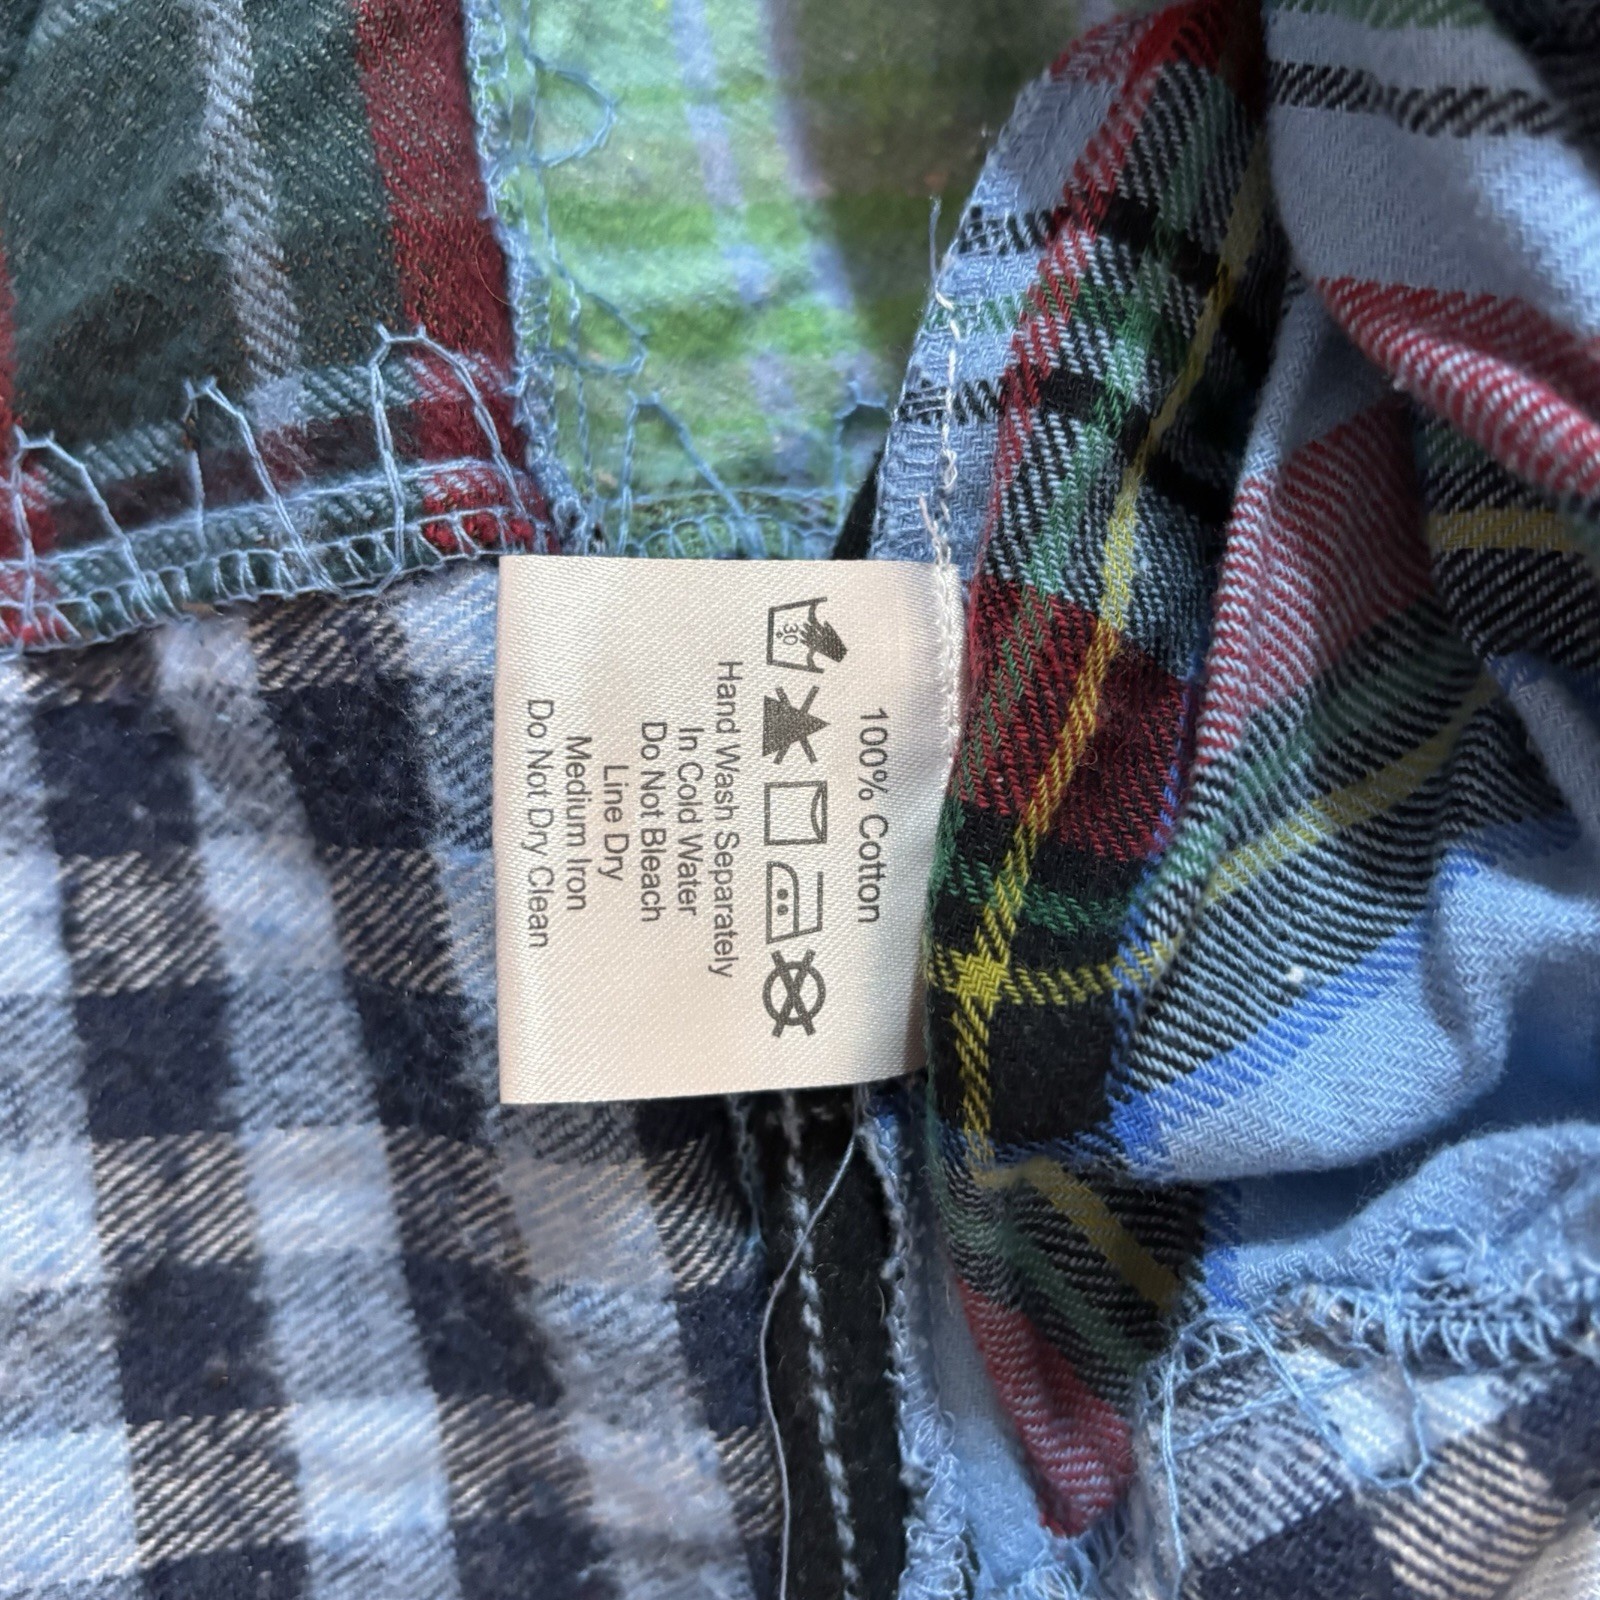 100% Cotton
30
Hand Wash Separately
In Cold Water
Do Not Bleach
Line Dry
Medium Iron
Do Not Dry Clean